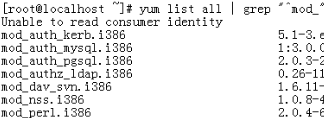 [root@localhost ~]# yum list all | grep "^mod_"
Unable to read consumer identity
mod_auth_kerb.i386 5.1-3.e
mod_auth_mysql.i386 1:3.0.0
mod_auth_pgsql.i386 2.0.3-2
mod_authz_ldap.i386 0.26-11
mod_dav_svn.i386 1.6.11-
mod_nss.i386 1.0.8-4
mod_perl.i386 2.0.4-6